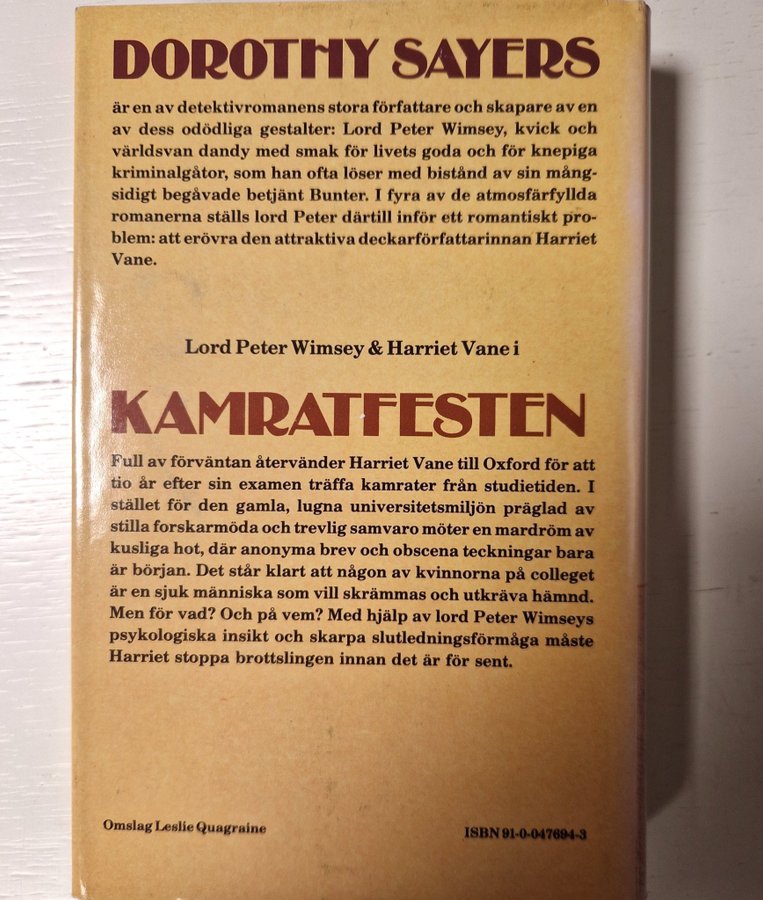 DOROTHY SAYERS
är en av detektivromanens stora författare och skapare av en
av dess odödliga gestalter: Lord Peter Wimsey, kvick och
världsvan dandy med smak för livets goda och för knepiga
kriminalgåtor, som han ofta löser med bistånd av sin mång-
sidigt begåvade betjänt Bunter. I fyra av de atmosfärfyllda
romanerna ställs lord Peter därtill inför ett romantiskt pro-
blem: att erövra den attraktiva deckarförfattarinnan Harriet
Vane.
Lord Peter Wimsey & Harriet Vane i
KAMRATFESTEN
Full av förväntan återvänder Harriet Vane till Oxford för att
tio år efter sin examen träffa kamrater från studietiden. I
stället för den gamla, lugna universitetsmiljön präglad av
stilla forskarmöda och trevlig samvaro möter en mardröm av
kusliga hot, där anonyma brev och obscena teckningar bara
är början. Det står klart att någon av kvinnorna på colleget
är en sjuk människa som vill skrämmas och utkräva hämnd.
Men för vad? Och på vem? Med hjälp av lord Peter Wimseys
psykologiska insikt och skarpa slutledningsförmåga måste
Harriet stoppa brottslingen innan det är för sent.
Omslag Leslie Quagraine
ISBN 91-0-047694-3